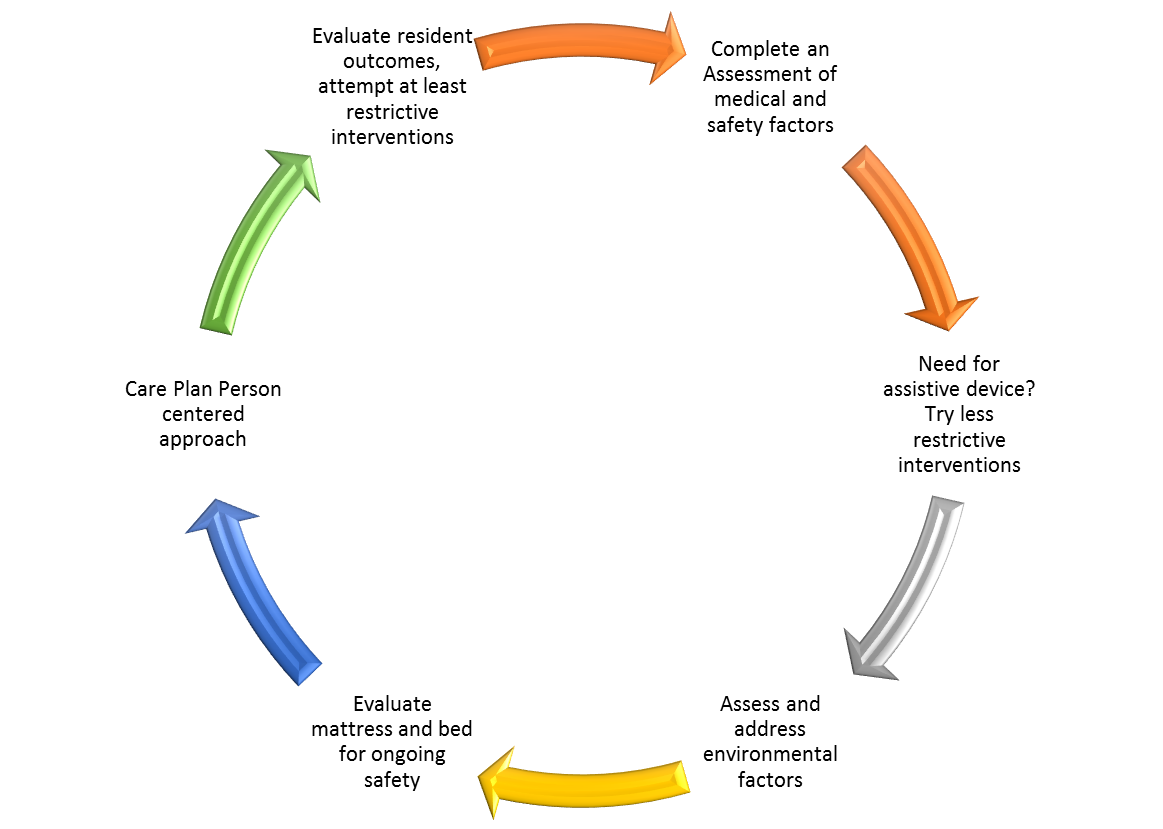 Evaluate resident
outcomes,
attempt at least
restrictive
interventions
Complete an
Assessment of
medical and
safety factors
Need for
assistive device?
Try less
restrictive
interventions
Assess and
address
environmental
factors
Evaluate
mattress and bed
for ongoing
safety
Care Plan Person
centered
approach